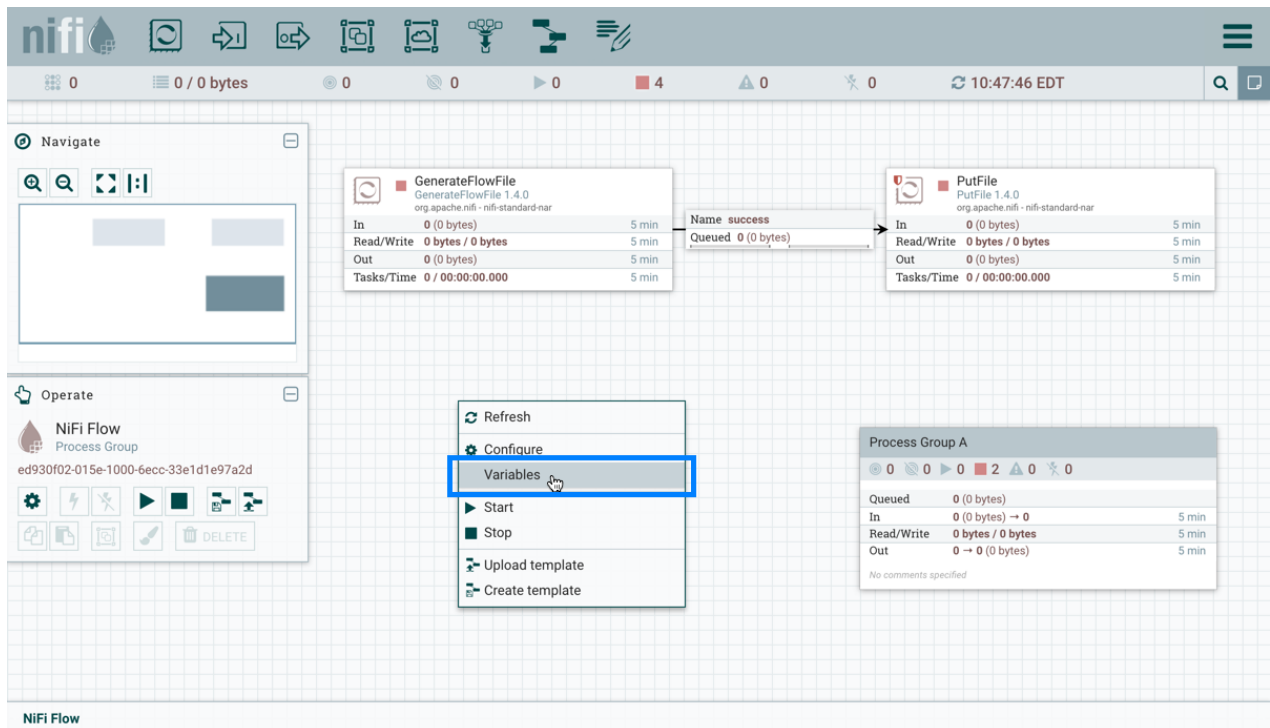 nifi
0
0 / 0 bytes
0
0
0
4
0
0
10:47:46 EDT
Navigate
Operate
NiFi Flow
Process Group
ed930f02-015e-1000-6ecc-33e1d1e97a2d
DELETE
GenerateFlowFile
GenerateFlowFile 1.4.0
org.apache.nifi - nifi-standard-nar
In 0 (0 bytes) 5 min
Read/Write 0 bytes / 0 bytes 5 min
Out 0 (0 bytes) 5 min
Tasks/Time 0 / 00:00:00.000 5 min
Name success
Queued 0 (0 bytes)
PutFile
PutFile 1.4.0
org.apache.nifi - nifi-standard-nar
In 0 (0 bytes) 5 min
Read/Write 0 bytes / 0 bytes 5 min
Out 0 (0 bytes) 5 min
Tasks/Time 0 / 00:00:00.000 5 min
Refresh
Configure
Variables
Start
Stop
Upload template
Create template
Process Group A
0 0 0 2 0 0
Queued 0 (0 bytes)
In 0 (0 bytes) → 0 5 min
Read/Write 0 bytes / 0 bytes 5 min
Out 0 → 0 (0 bytes) 5 min
No comments specified
NiFi Flow